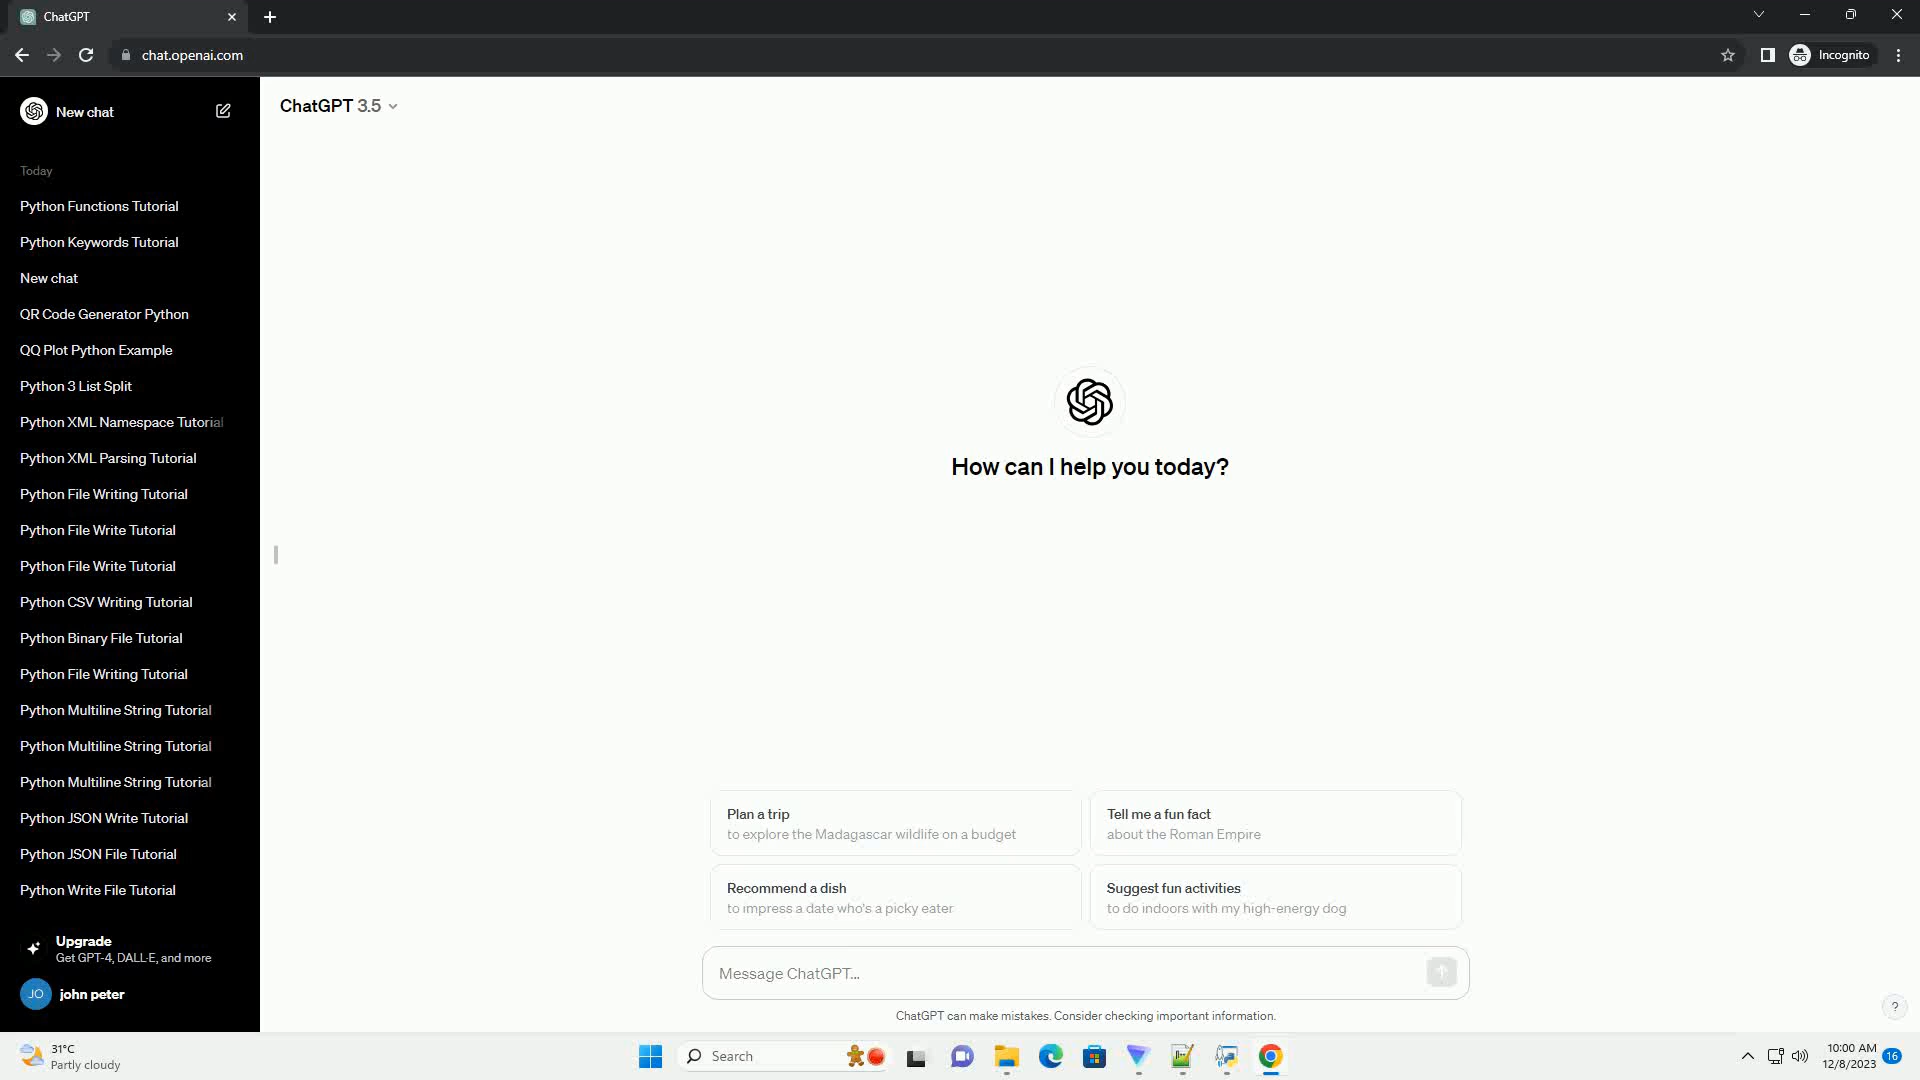 ChatGPT
chat.openai.com
Incognito
New chat
Today
Python Functions Tutorial
Python Keywords Tutorial
New chat
QR Code Generator Python
QQ Plot Python Example
Python 3 List Split
Python XML Namespace Tutorial
Python XML Parsing Tutorial
Python File Writing Tutorial
Python File Write Tutorial
Python File Write Tutorial
Python CSV Writing Tutorial
Python Binary File Tutorial
Python File Writing Tutorial
Python Multiline String Tutorial
Python Multiline String Tutorial
Python Multiline String Tutorial
Python JSON Write Tutorial
Python JSON File Tutorial
Python Write File Tutorial
Upgrade
Get GPT-4, DALL·E, and more
JO john peter
ChatGPT 3.5
How can I help you today?
Plan a trip
to explore the Madagascar wildlife on a budget
Tell me a fun fact
about the Roman Empire
Recommend a dish
to impress a date who's a picky eater
Suggest fun activities
to do indoors with my high-energy dog
Message ChatGPT...
ChatGPT can make mistakes. Consider checking important information.
?
31°C
Partly cloudy
Search
10:00 AM
12/8/2023
16